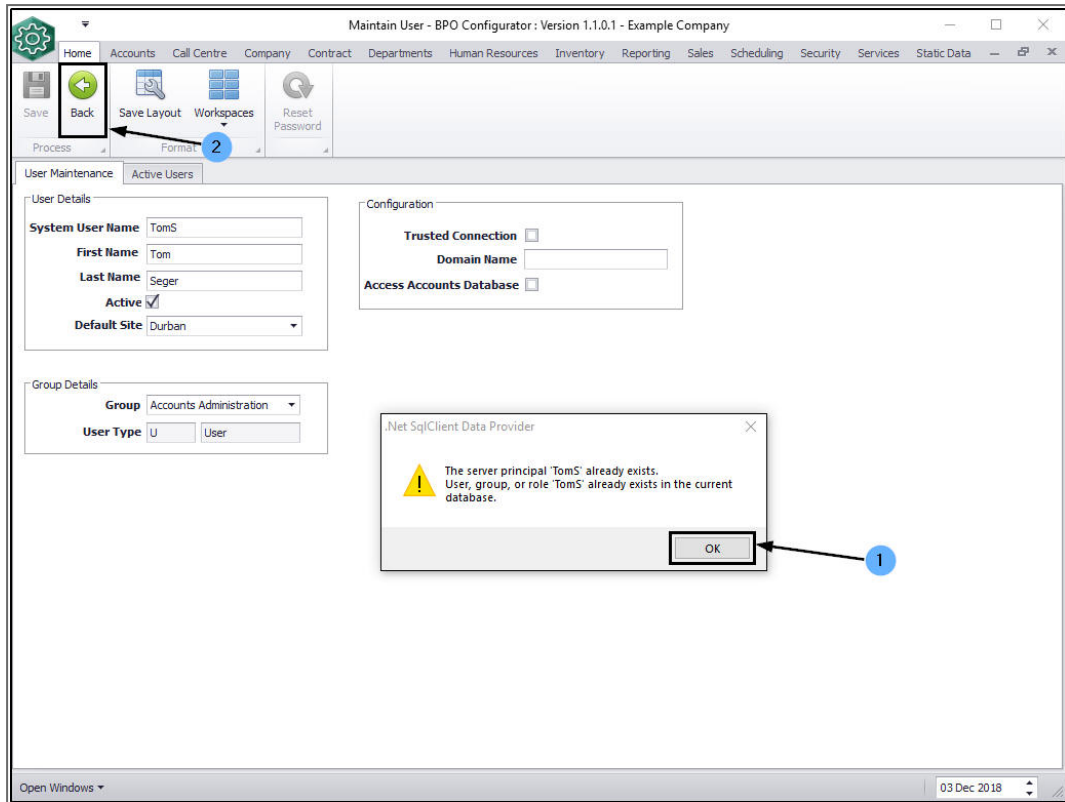 Maintain User - BPO Configurator : Version 1.1.0.1 - Example Company
Home Accounts Call Centre Company Contract Departments Human Resources Inventory Reporting Sales Scheduling Security Services Static Data
Save Back Save Layout Workspaces Reset Password
Process Format
2
User Maintenance Active Users
User Details
System User Name TomS
First Name Tom
Last Name Seger
Active
Default Site Durban
Configuration
Trusted Connection
Domain Name
Access Accounts Database
Group Details
Group Accounts Administration
User Type U User
.Net SqlClient Data Provider
The server principal 'TomS' already exists.
User, group, or role 'TomS' already exists in the current
database.
OK
1
Open Windows 03 Dec 2018